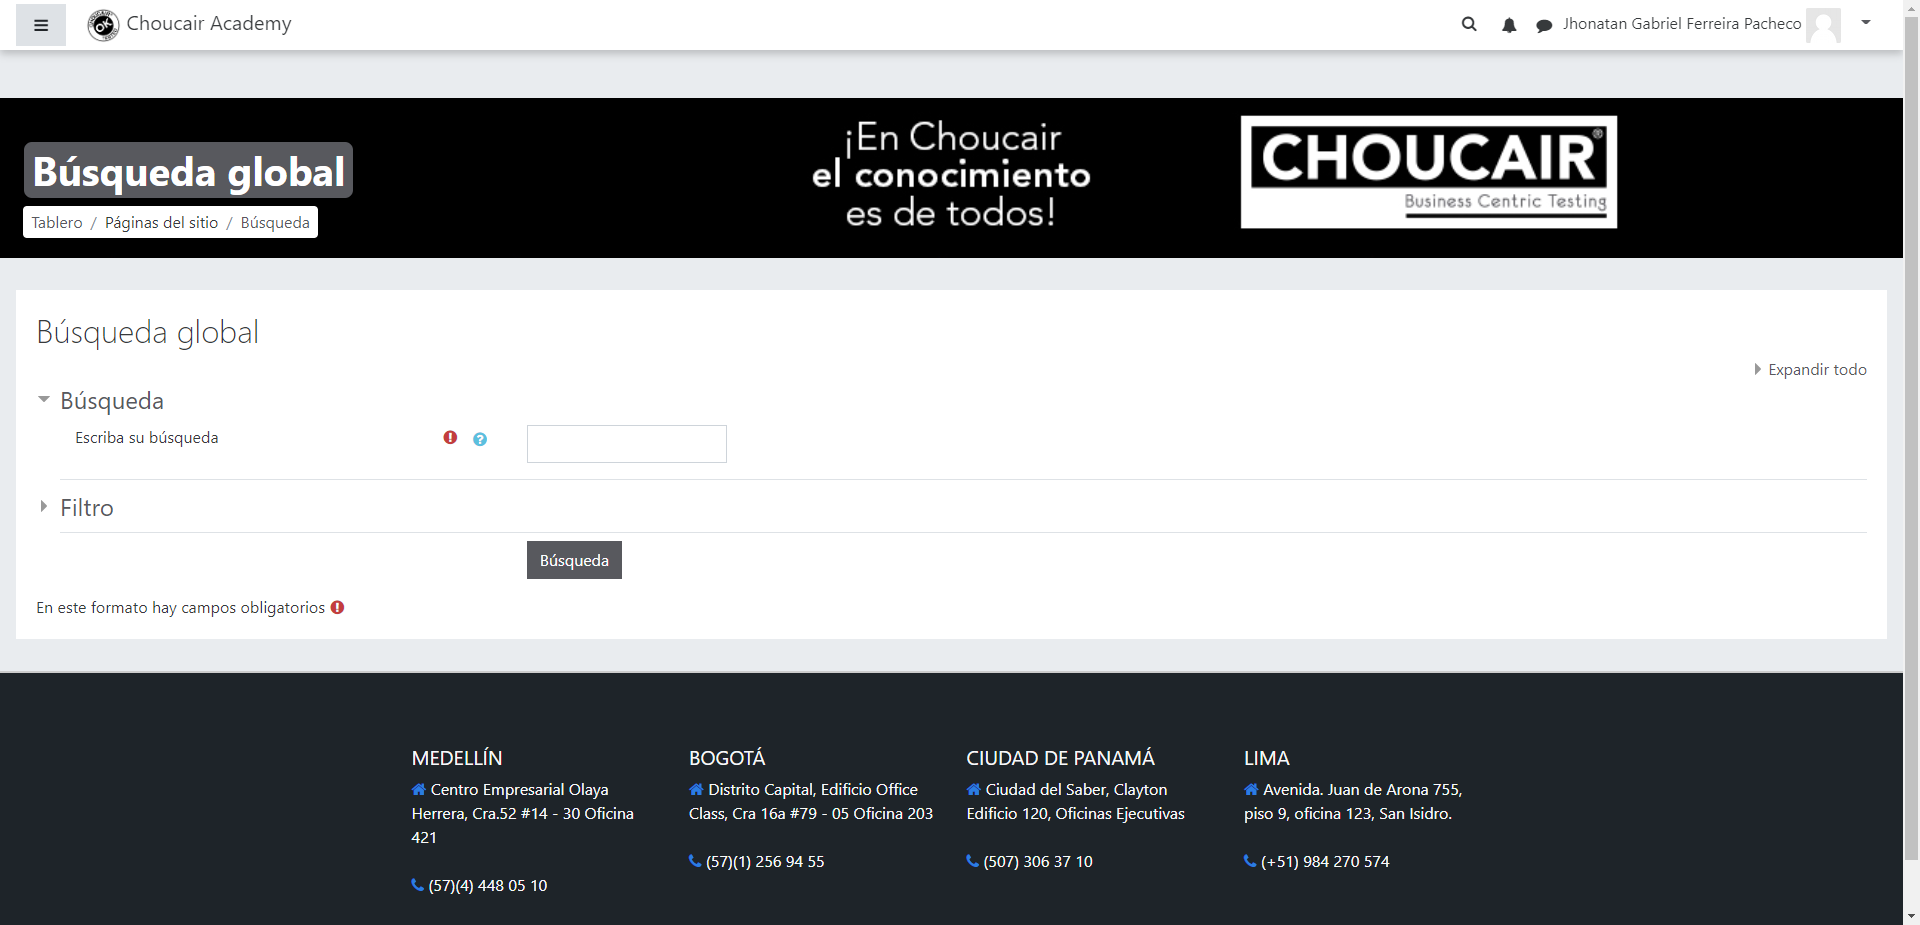 Choucair Academy
Jhonatan Gabriel Ferreira Pacheco
Búsqueda global
Tablero / Páginas del sitio / Búsqueda
¡En Choucair
el conocimiento
es de todos!
CHOUCAIR®
Business Centric Testing
Búsqueda global
Expandir todo
Búsqueda
Escriba su búsqueda
Filtro
Búsqueda
En este formato hay campos obligatorios
MEDELLÍN
Centro Empresarial Olaya
Herrera, Cra.52 #14 - 30 Oficina
421
(57)(4) 448 05 10
BOGOTÁ
Distrito Capital, Edificio Office
Class, Cra 16a #79 - 05 Oficina 203
(57)(1) 256 94 55
CIUDAD DE PANAMÁ
Ciudad del Saber, Clayton
Edificio 120, Oficinas Ejecutivas
(507) 306 37 10
LIMA
Avenida. Juan de Arona 755,
piso 9, oficina 123, San Isidro.
(+51) 984 270 574